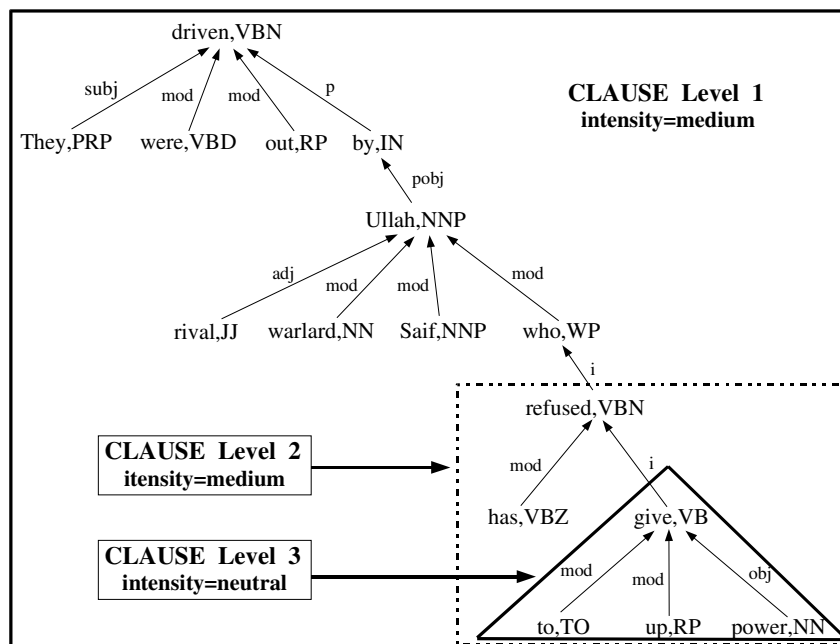 driven,VBN
subj
mod
mod
p
CLAUSE Level 1
intensity=medium
They,PRP
were,VBD
out,RP
by,IN
pobj
Ullah,NNP
adj
mod
mod
mod
rival,JJ
warlard,NN
Saif,NNP
who,WP
i
refused,VBN
CLAUSE Level 2
itensity=medium
mod
i
has,VBZ
give,VB
CLAUSE Level 3
intensity=neutral
mod
mod
obj
to,TO
up,RP
power,NN